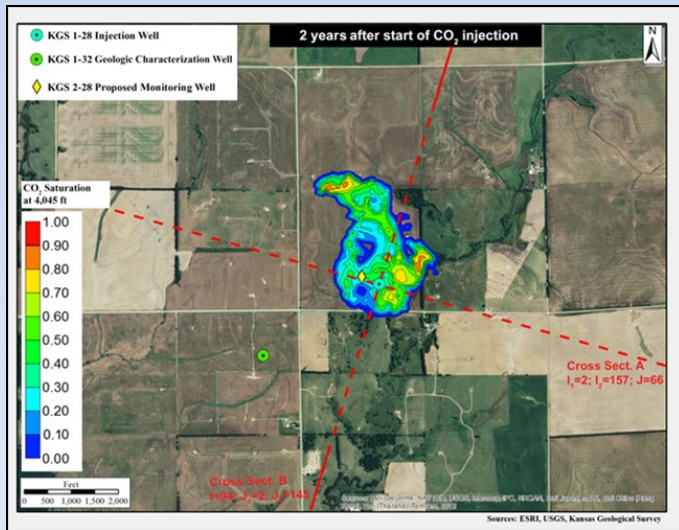 KGS 1-28 Injection Well
KGS 1-32 Geologic Characterization Well
KGS 2-28 Proposed Monitoring Well
2 years after start of CO₂ injection
N
CO₂ Saturation
at 4,045 ft
1.00
0.90
0.80
0.70
0.60
0.50
0.40
0.30
0.20
0.10
0.00
Cross Sect. A
I₁=2; I₂=157; J=66
Cross Sect. B
Feet
0 500 1,000 1,500 2,000
Sources: ESRI, USGS, Kansas Geological Survey